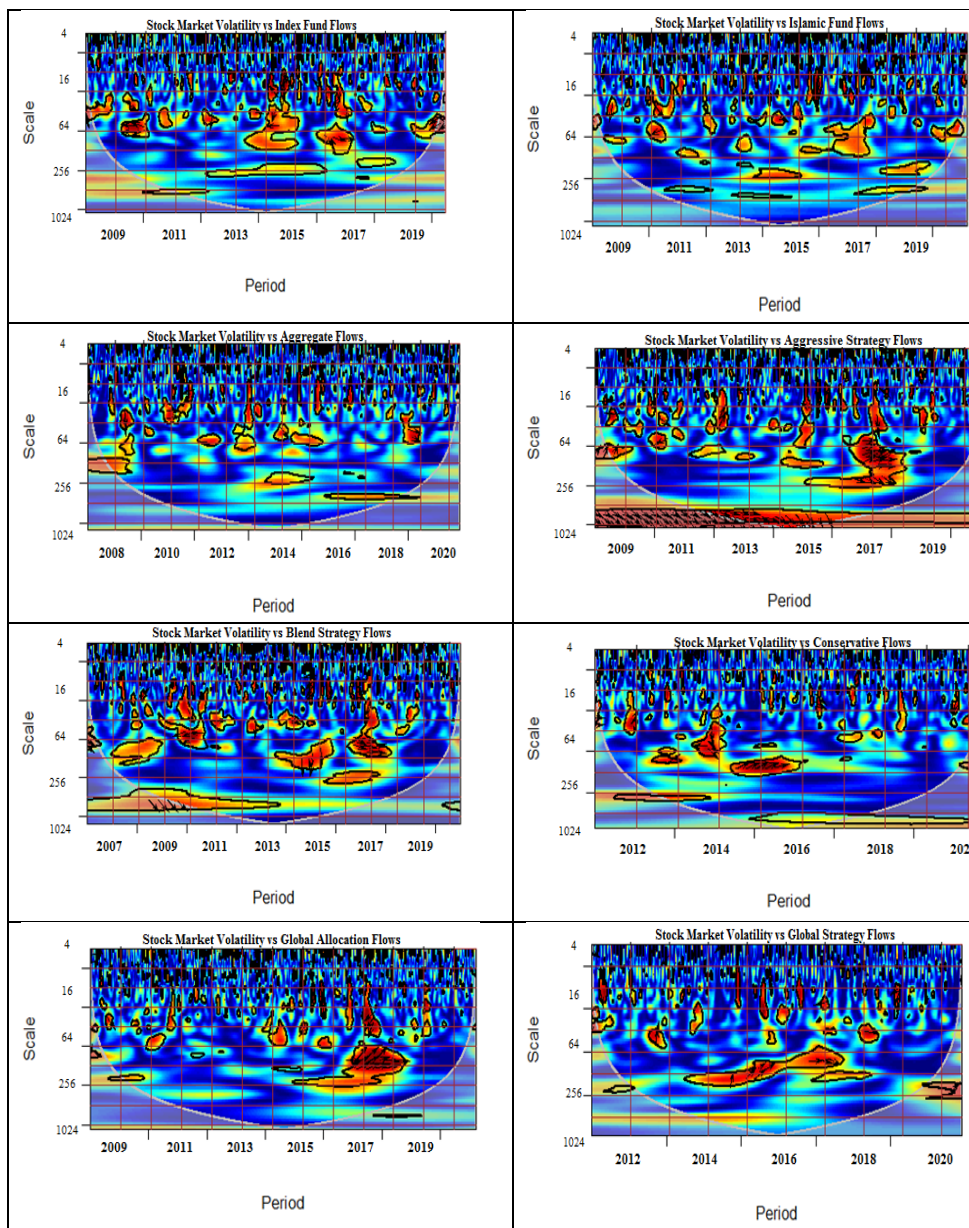 Stock Market Volatility vs Index Fund Flows
4
16
64
256
1024
Scale
2009 2011 2013 2015 2017 2019
Period
Stock Market Volatility vs Islamic Fund Flows
4
16
64
256
1024
Scale
2009 2011 2013 2015 2017 2019
Period
Stock Market Volatility vs Aggregate Flows
4
16
64
256
1024
Scale
2008 2010 2012 2014 2016 2018 2020
Period
Stock Market Volatility vs Aggressive Strategy Flows
4
16
64
256
1024
Scale
2009 2011 2013 2015 2017 2019
Period
Stock Market Volatility vs Blend Strategy Flows
4
16
64
256
1024
Scale
2007 2009 2011 2013 2015 2017 2019
Period
Stock Market Volatility vs Conservative Flows
4
16
64
256
1024
Scale
2012 2014 2016 2018 202
Period
Stock Market Volatility vs Global Allocation Flows
4
16
64
256
1024
Scale
2009 2011 2013 2015 2017 2019
Period
Stock Market Volatility vs Global Strategy Flows
4
16
64
256
1024
Scale
2012 2014 2016 2018 2020
Period